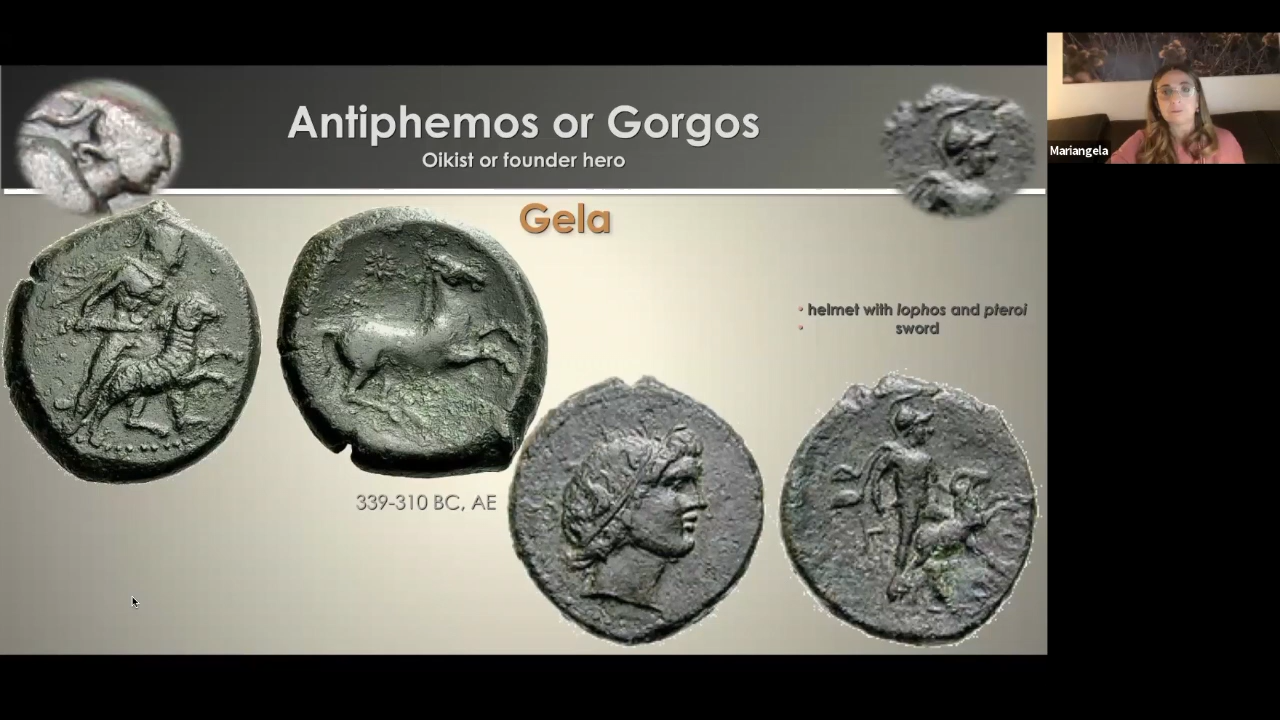 Antiphemos or Gorgos
Oikist or founder hero
Gela
• helmet with lophos and pteroi
• sword
339-310 BC, AE
Mariangela